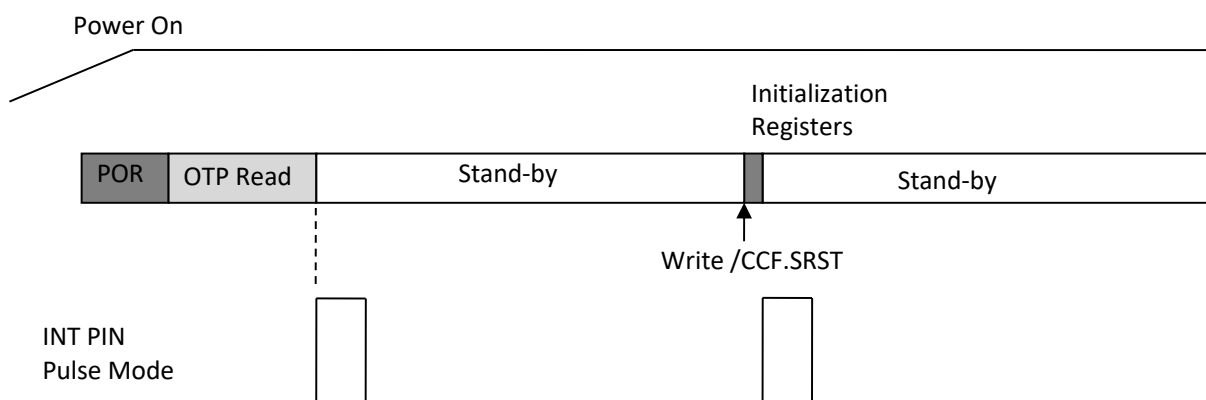 Power On
Initialization
Registers
POR
OTP Read
Stand-by
Stand-by
Write /CCF.SRST
INT PIN
Pulse Mode